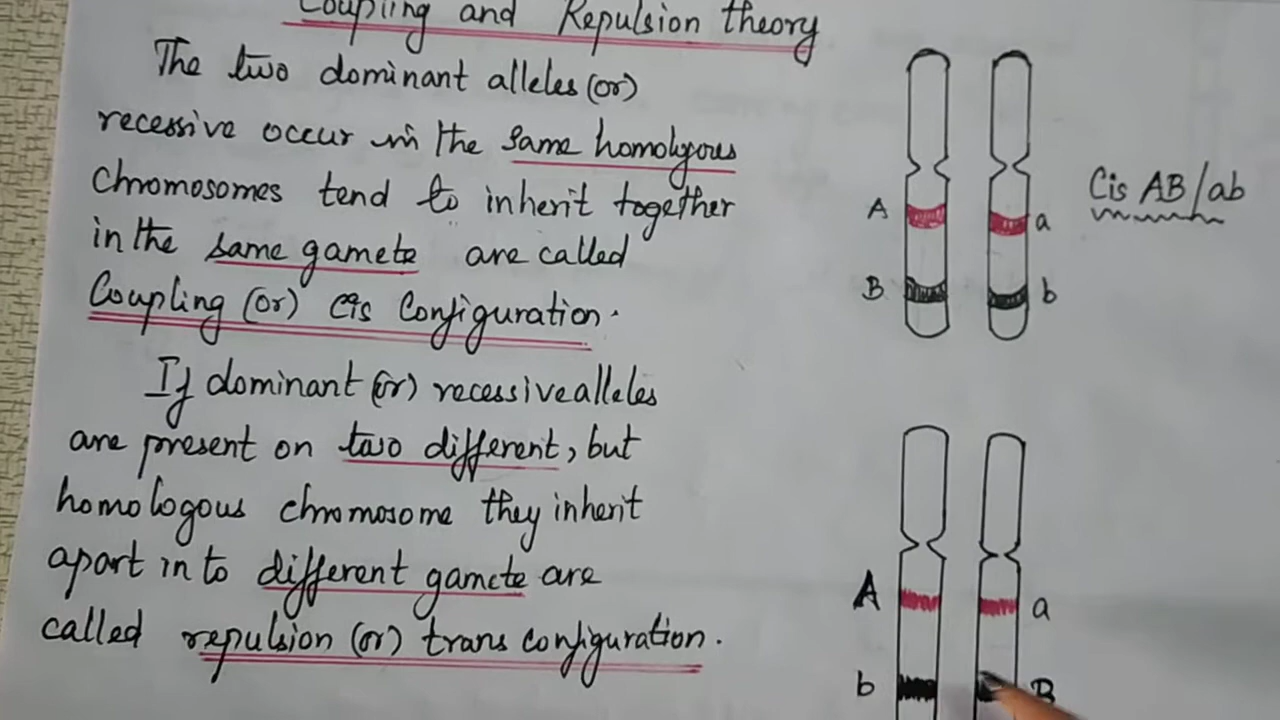 Coupling and Repulsion theory
The two dominant alleles (or)
recessive occur in the same homolygous
chromosomes tend to inherit together
in the same gamete are called
Coupling (or) Cis Configuration.
If dominant (or) recessive alleles
are present on two different, but
homologous chromosome they inherit
apart in to different gamete are
called repulsion (or) trans configuration.
A a
B b
Cis AB/ab
A a
b B